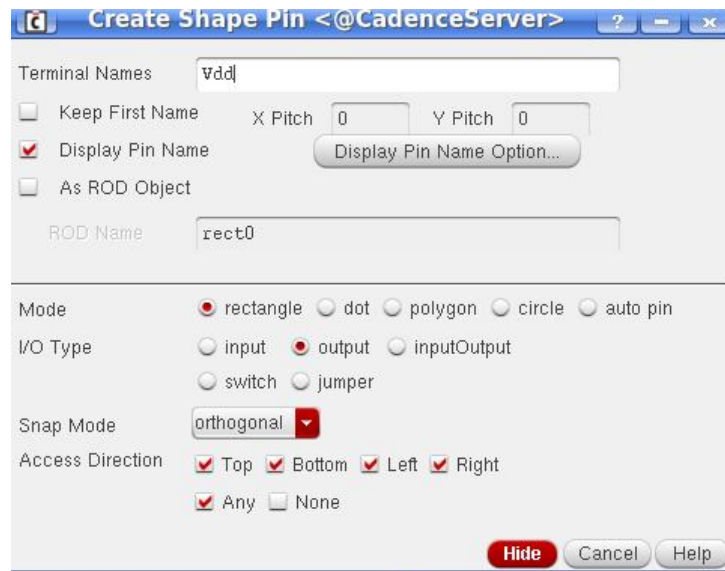 Create Shape Pin <@CadenceServer>
Terminal Names Vdd
Keep First Name X Pitch 0 Y Pitch 0
Display Pin Name Display Pin Name Option...
As ROD Object
ROD Name rect0
Mode rectangle dot polygon circle auto pin
I/O Type input output inputOutput
switch jumper
Snap Mode orthogonal
Access Direction Top Bottom Left Right
Any None
Hide Cancel Help